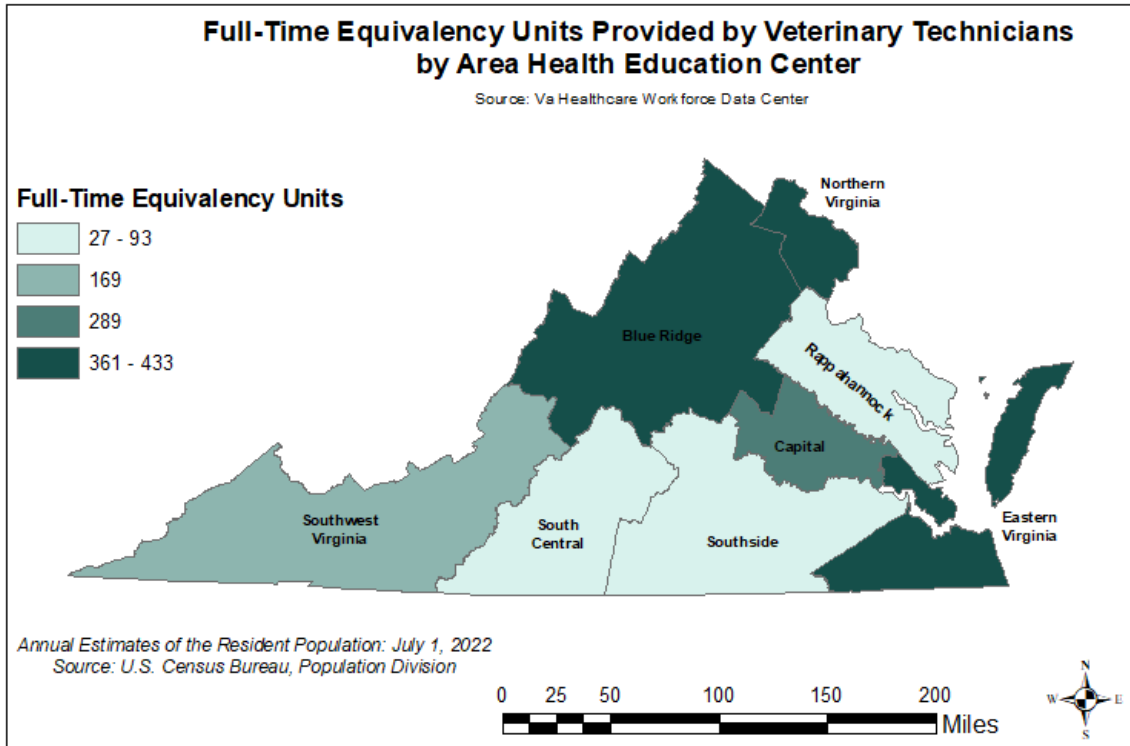 Full-Time Equivalency Units Provided by Veterinary Technicians
by Area Health Education Center
Source: Va Healthcare Workforce Data Center
Full-Time Equivalency Units
27 - 93
169
289
361 - 433
Northern
Virginia
Blue Ridge
Rappahannock
Capital
Southwest
Virginia
South
Central
Southside
Eastern
Virginia
Annual Estimates of the Resident Population: July 1, 2022
Source: U.S. Census Bureau, Population Division
0 25 50 100 150 200
Miles
N
W E
S